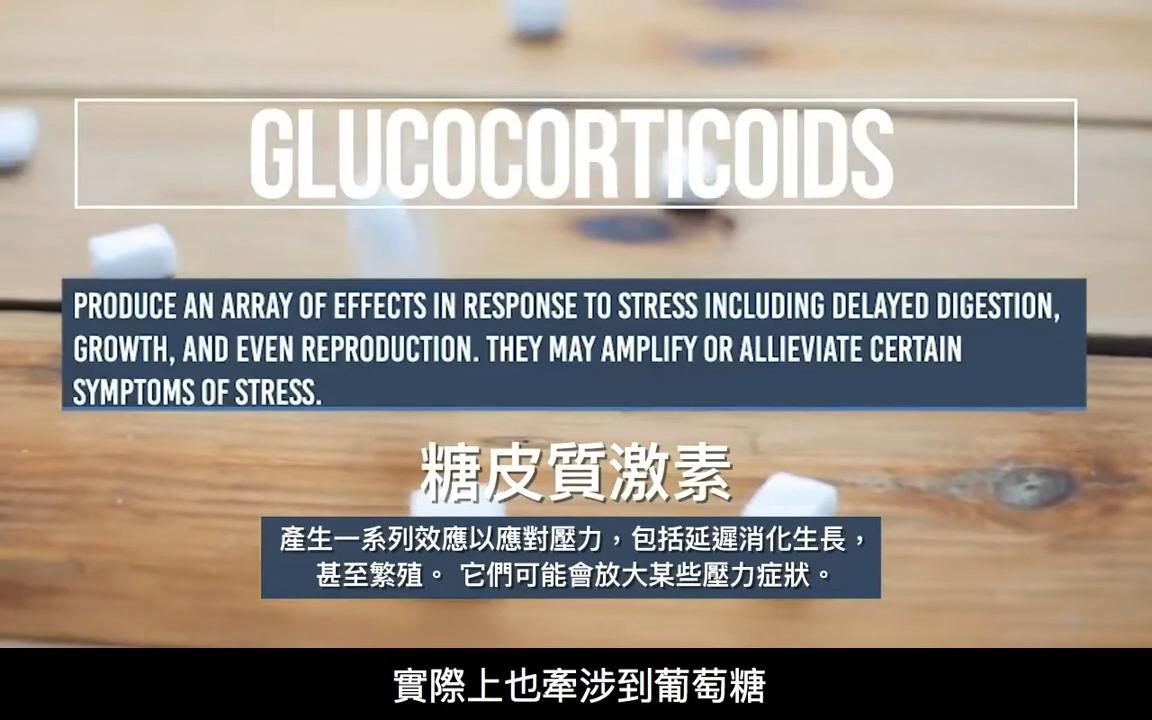 GLUCOCORTICOIDS
PRODUCE AN ARRAY OF EFFECTS IN RESPONSE TO STRESS INCLUDING DELAYED DIGESTION,
GROWTH, AND EVEN REPRODUCTION. THEY MAY AMPLIFY OR ALLIEVIATE CERTAIN
SYMPTOMS OF STRESS.
糖皮質激素
產生一系列效應以應對壓力，包括延遲消化生長，
甚至繁殖。 它們可能會放大某些壓力症狀。
實際上也牽涉到葡萄糖